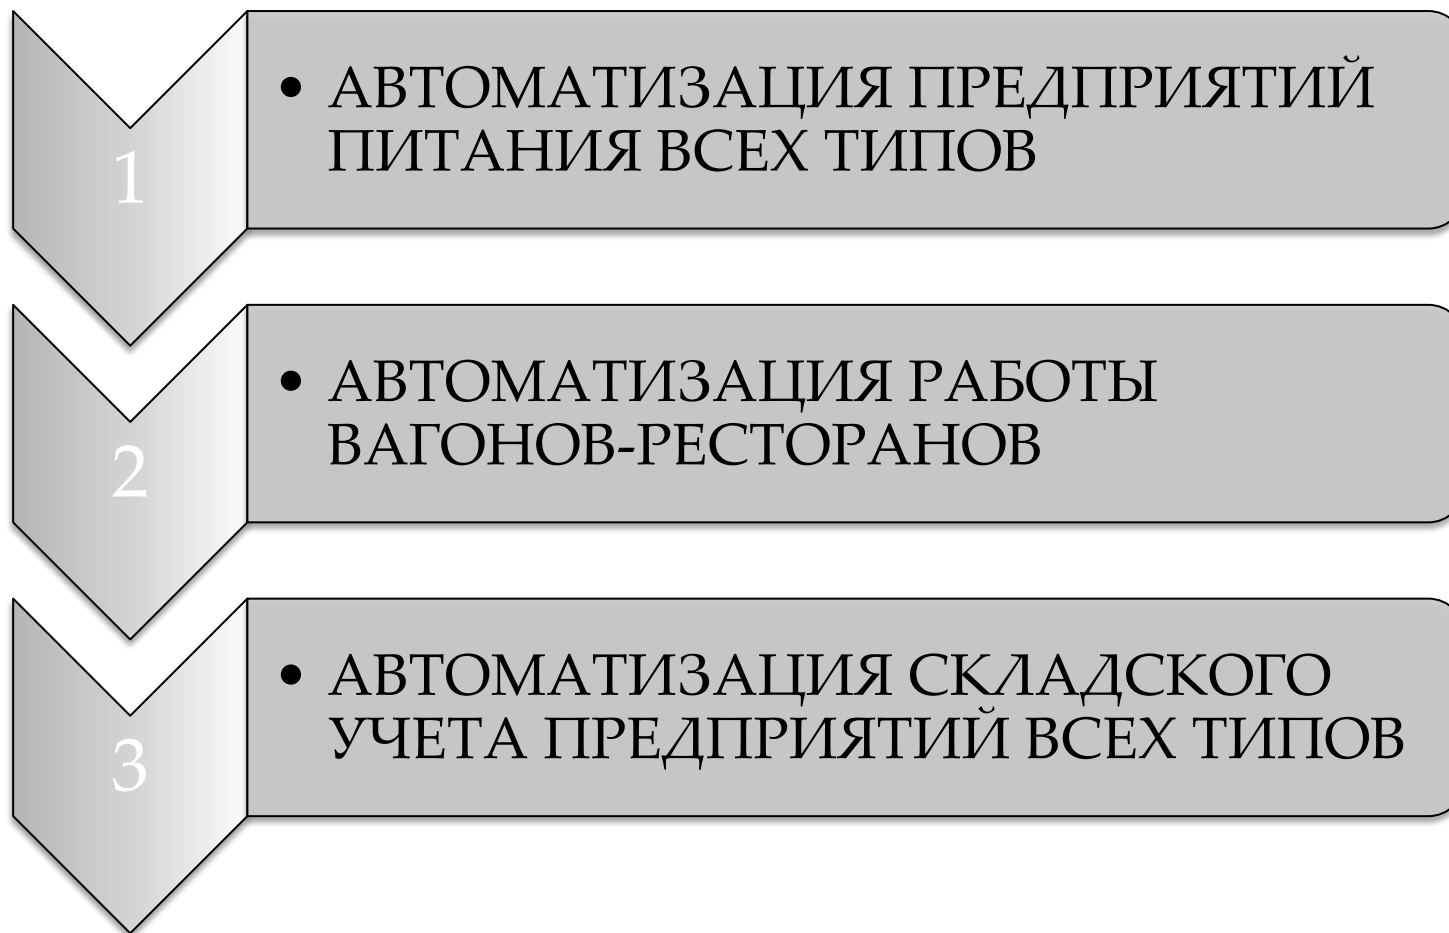 1
• АВТОМАТИЗАЦИЯ ПРЕДПРИЯТИЙ
ПИТАНИЯ ВСЕХ ТИПОВ
2
• АВТОМАТИЗАЦИЯ РАБОТЫ
ВАГОНОВ-РЕСТОРАНОВ
3
• АВТОМАТИЗАЦИЯ СКЛАДСКОГО
УЧЕТА ПРЕДПРИЯТИЙ ВСЕХ ТИПОВ